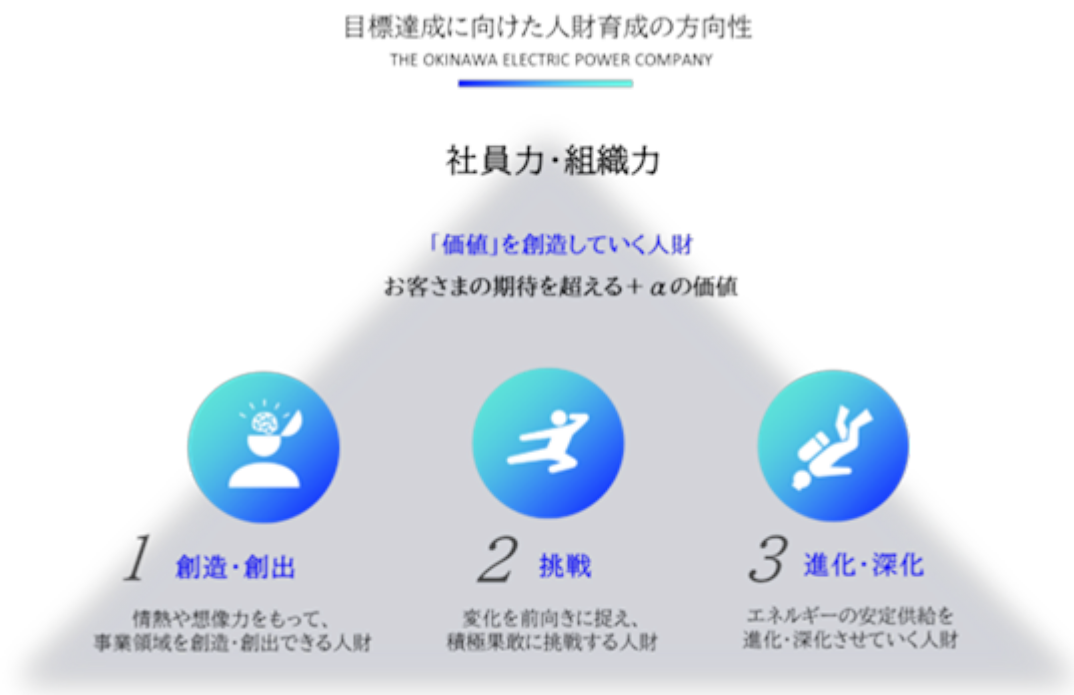 目標達成に向けた人財育成の方向性
THE OKINAWA ELECTRIC POWER COMPANY
社員力・組織力
「価値」を創造していく人財
お客さまの期待を超える＋αの価値
1 創造・創出
情熱や想像力をもって、
事業領域を創造・創出できる人財
2 挑戦
変化を前向きに捉え、
積極果敢に挑戦する人財
3 進化・深化
エネルギーの安定供給を
進化・深化させていく人財